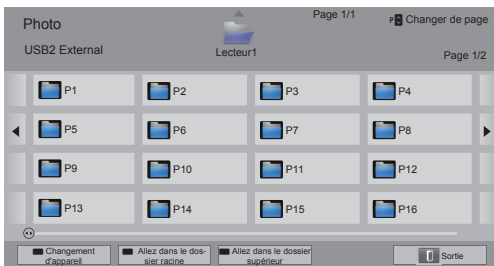 Photo
Page 1/1
P Changer de page
USB2 External
Lecteur1
Page 1/2
P1
P2
P3
P4
P5
P6
P7
P8
P9
P10
P11
P12
P13
P14
P15
P16
Changement
d'appareil
Allez dans le dos-
sier racine
Allez dans le dossier
supérieur
Sortie